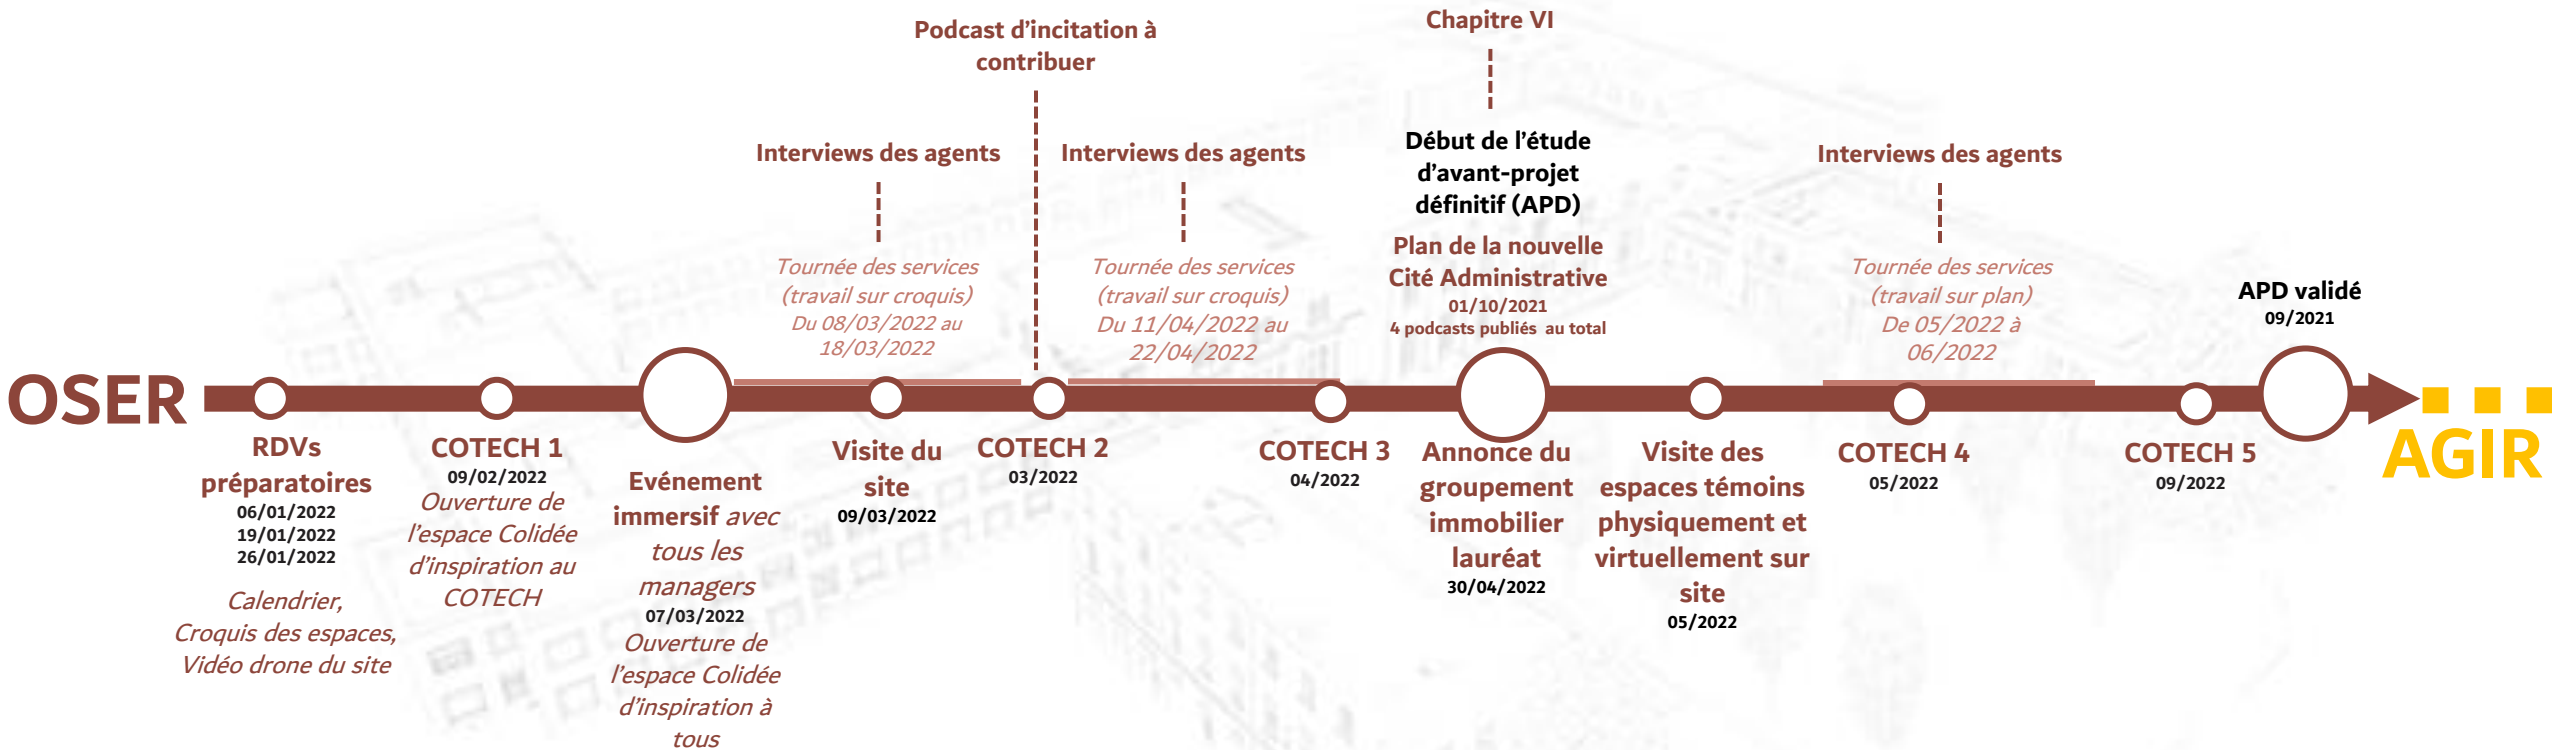 Podcast d'incitation à
contribuer
Chapitre VI
Interviews des agents
Interviews des agents
Début de l'étude
d'avant-projet
définitif (APD)
Interviews des agents
Tournée des services
(travail sur croquis)
Du 08/03/2022 au
18/03/2022
Tournée des services
(travail sur croquis)
Du 11/04/2022 au
22/04/2022
Plan de la nouvelle
Cité Administrative
01/10/2021
4 podcasts publiés au total
Tournée des services
(travail sur plan)
De 05/2022 à
06/2022
APD validé
09/2021
OSER
RDVs
préparatoires
06/01/2022
19/01/2022
26/01/2022
Calendrier,
Croquis des espaces,
Vidéo drone du site
COTECH 1
09/02/2022
Ouverture de
l'espace Colidée
d'inspiration au
COTECH
Evénement
immersif avec
tous les
managers
07/03/2022
Ouverture de
l'espace Colidée
d'inspiration à
tous
Visite du
site
09/03/2022
COTECH 2
03/2022
COTECH 3
04/2022
Annonce du
groupement
immobilier
lauréat
30/04/2022
Visite des
espaces témoins
physiquement et
virtuellement sur
site
05/2022
COTECH 4
05/2022
COTECH 5
09/2022
AGIR